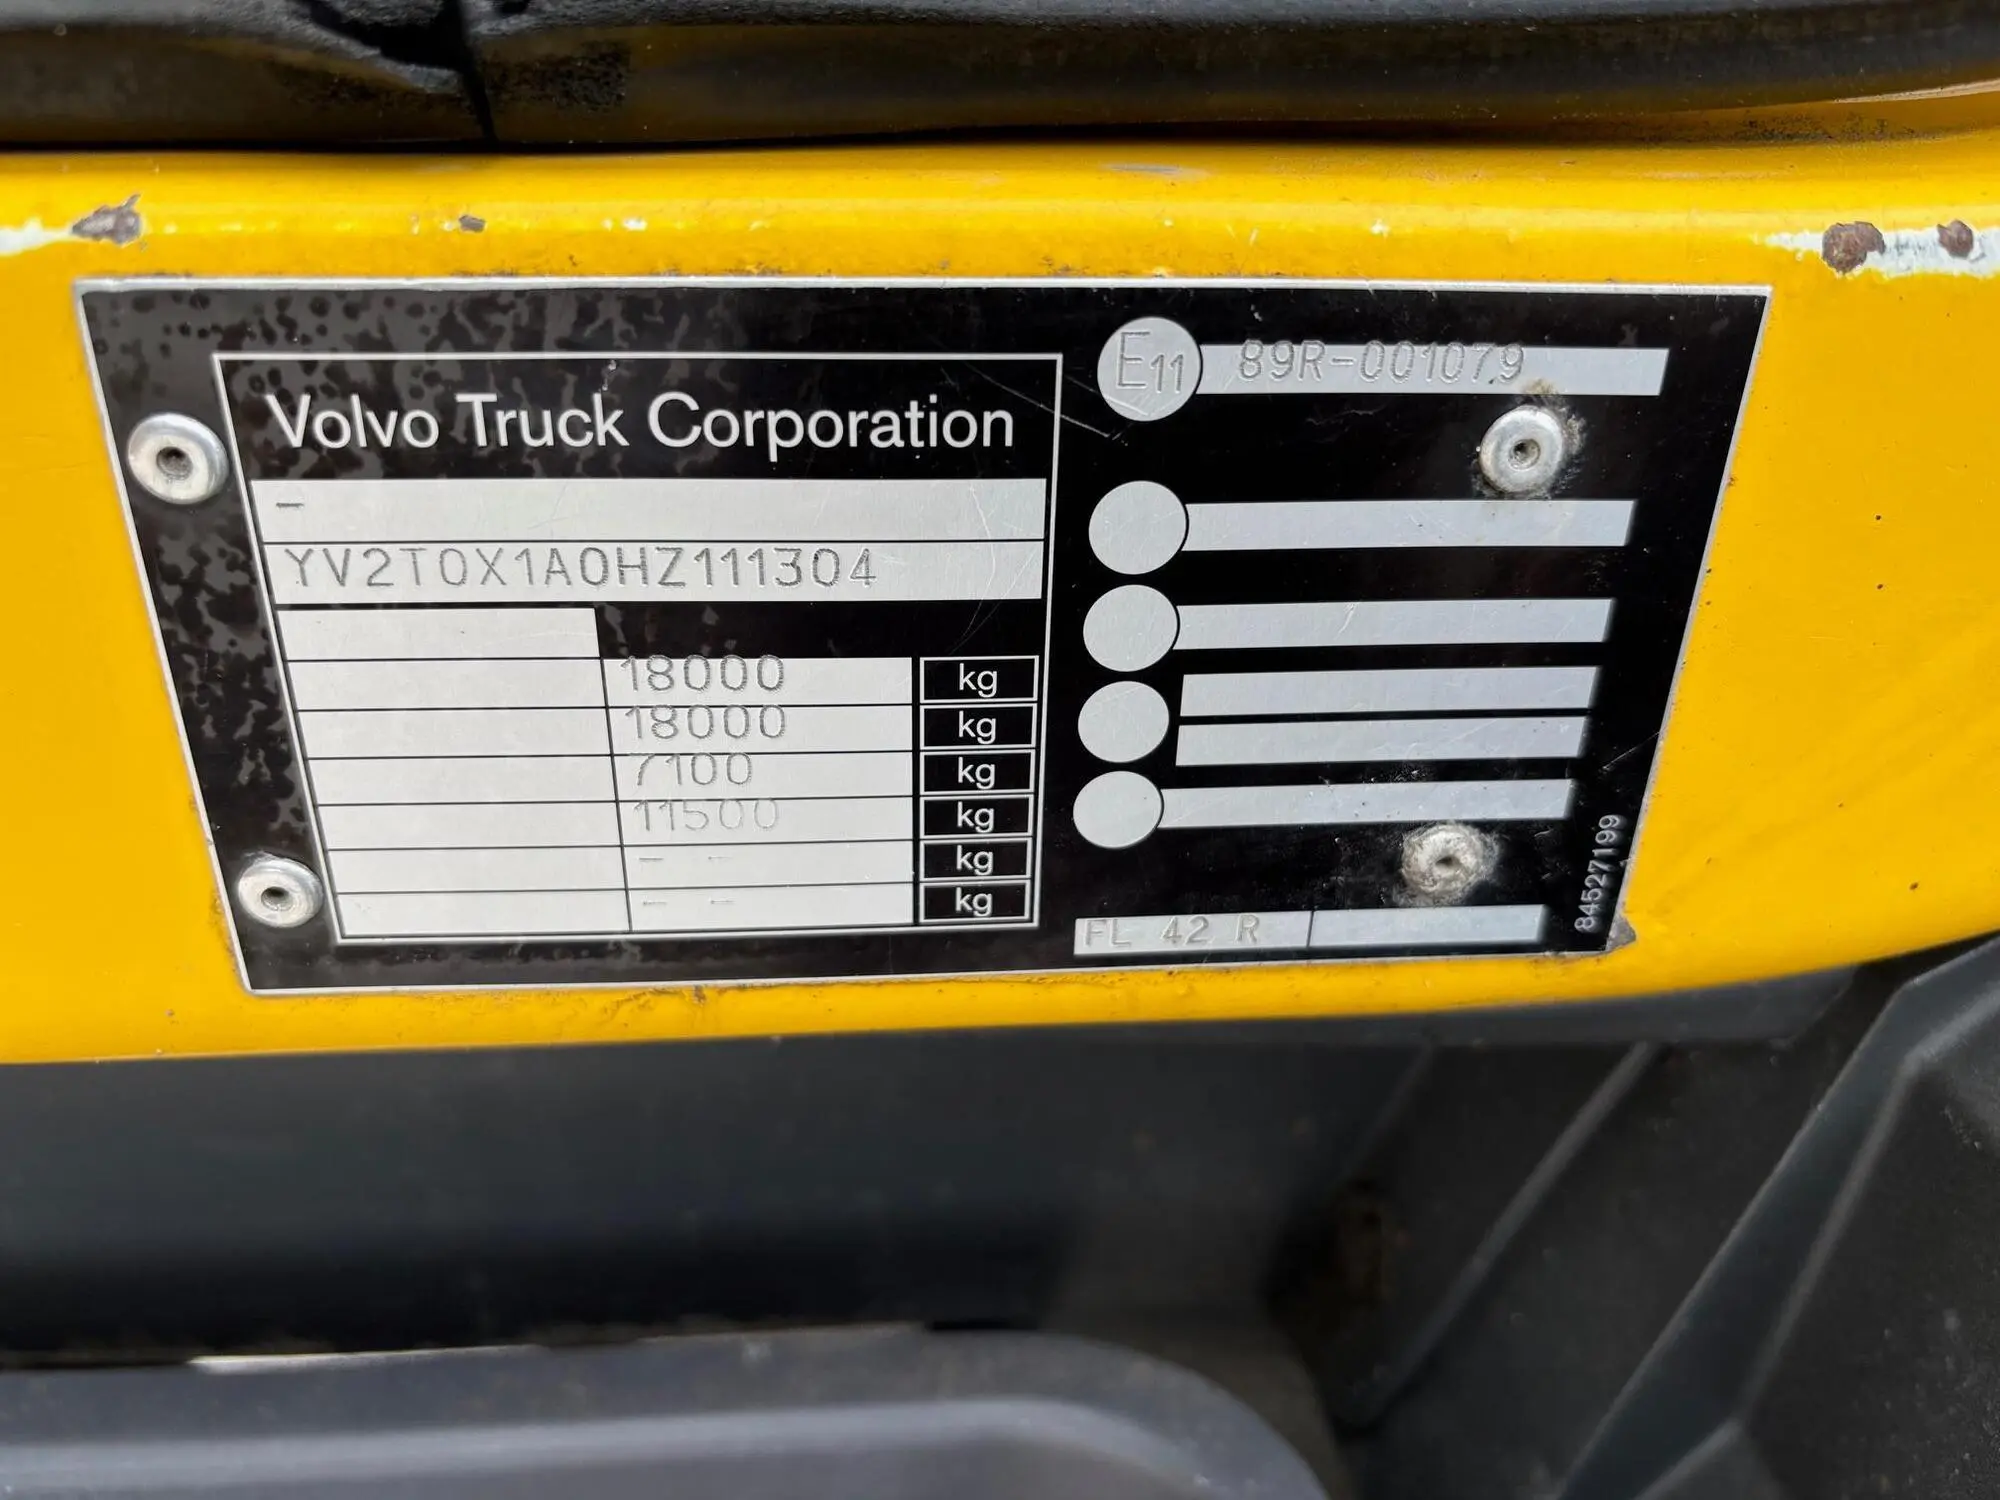 Volvo Truck Corporation
-
YV2T0X1A0HZ111304
18000 kg
18000 kg
7100 kg
11500 kg
- - kg
- - kg
E11 89R-001079
FL 42 R
84527199